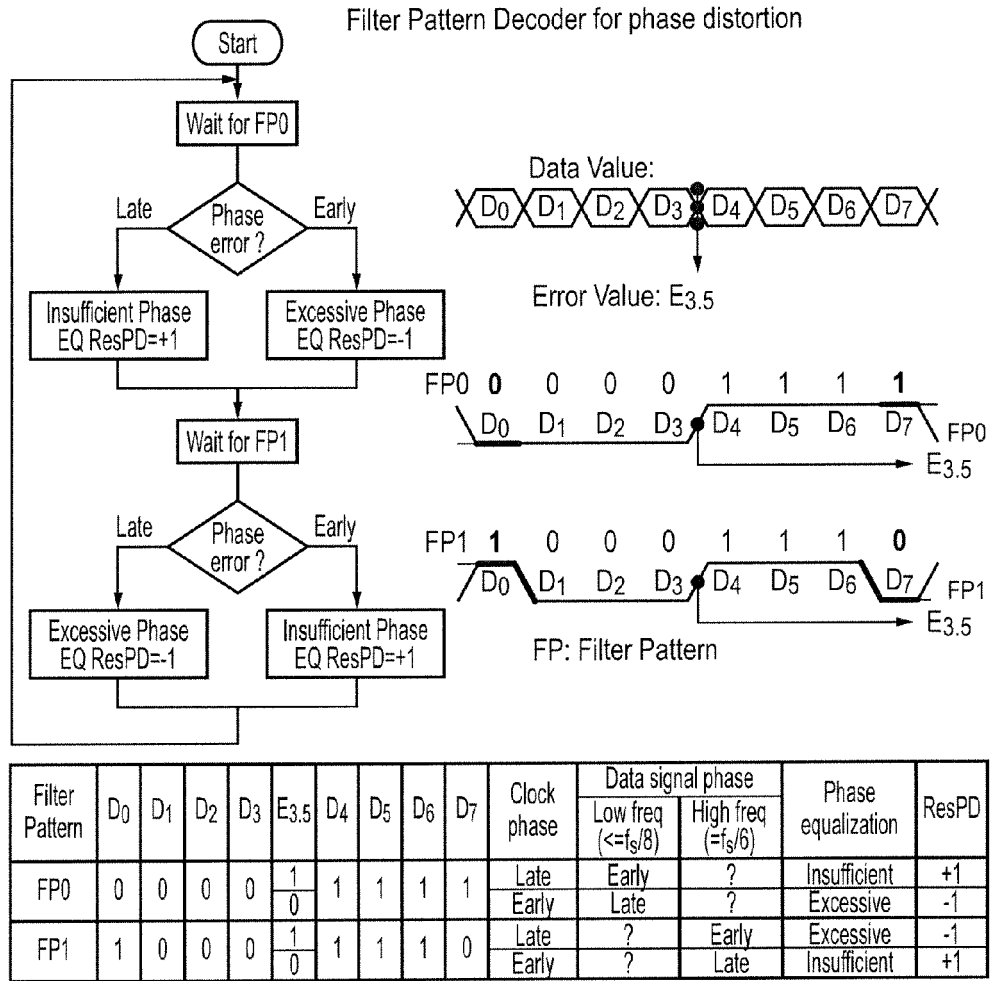 Filter Pattern Decoder for phase distortion
Start
Wait for FP0
Late
Phase error ?
Early
Insufficient Phase
EQ ResPD=+1
Excessive Phase
EQ ResPD=-1
Wait for FP1
Late
Phase error ?
Early
Excessive Phase
EQ ResPD=-1
Insufficient Phase
EQ ResPD=+1
Data Value:
D0 D1 D2 D3 D4 D5 D6 D7
Error Value: E3.5
FP0 0 0 0 0 1 1 1 1
D0 D1 D2 D3 D4 D5 D6 D7 FP0
E3.5
FP1 1 0 0 0 1 1 1 0
D0 D1 D2 D3 D4 D5 D6 D7 FP1
E3.5
FP: Filter Pattern
Filter Pattern D0 D1 D2 D3 E3.5 D4 D5 D6 D7 Clock phase Data signal phase Phase equalization ResPD
Low freq (<=fs/8) High freq (=fs/6)
FP0 0 0 0 0 1 1 1 1 1 Late Early ? Insufficient +1
0 Early Late ? Excessive -1
FP1 1 0 0 0 1 1 1 1 0 Late ? Early Excessive -1
0 Early ? Late Insufficient +1